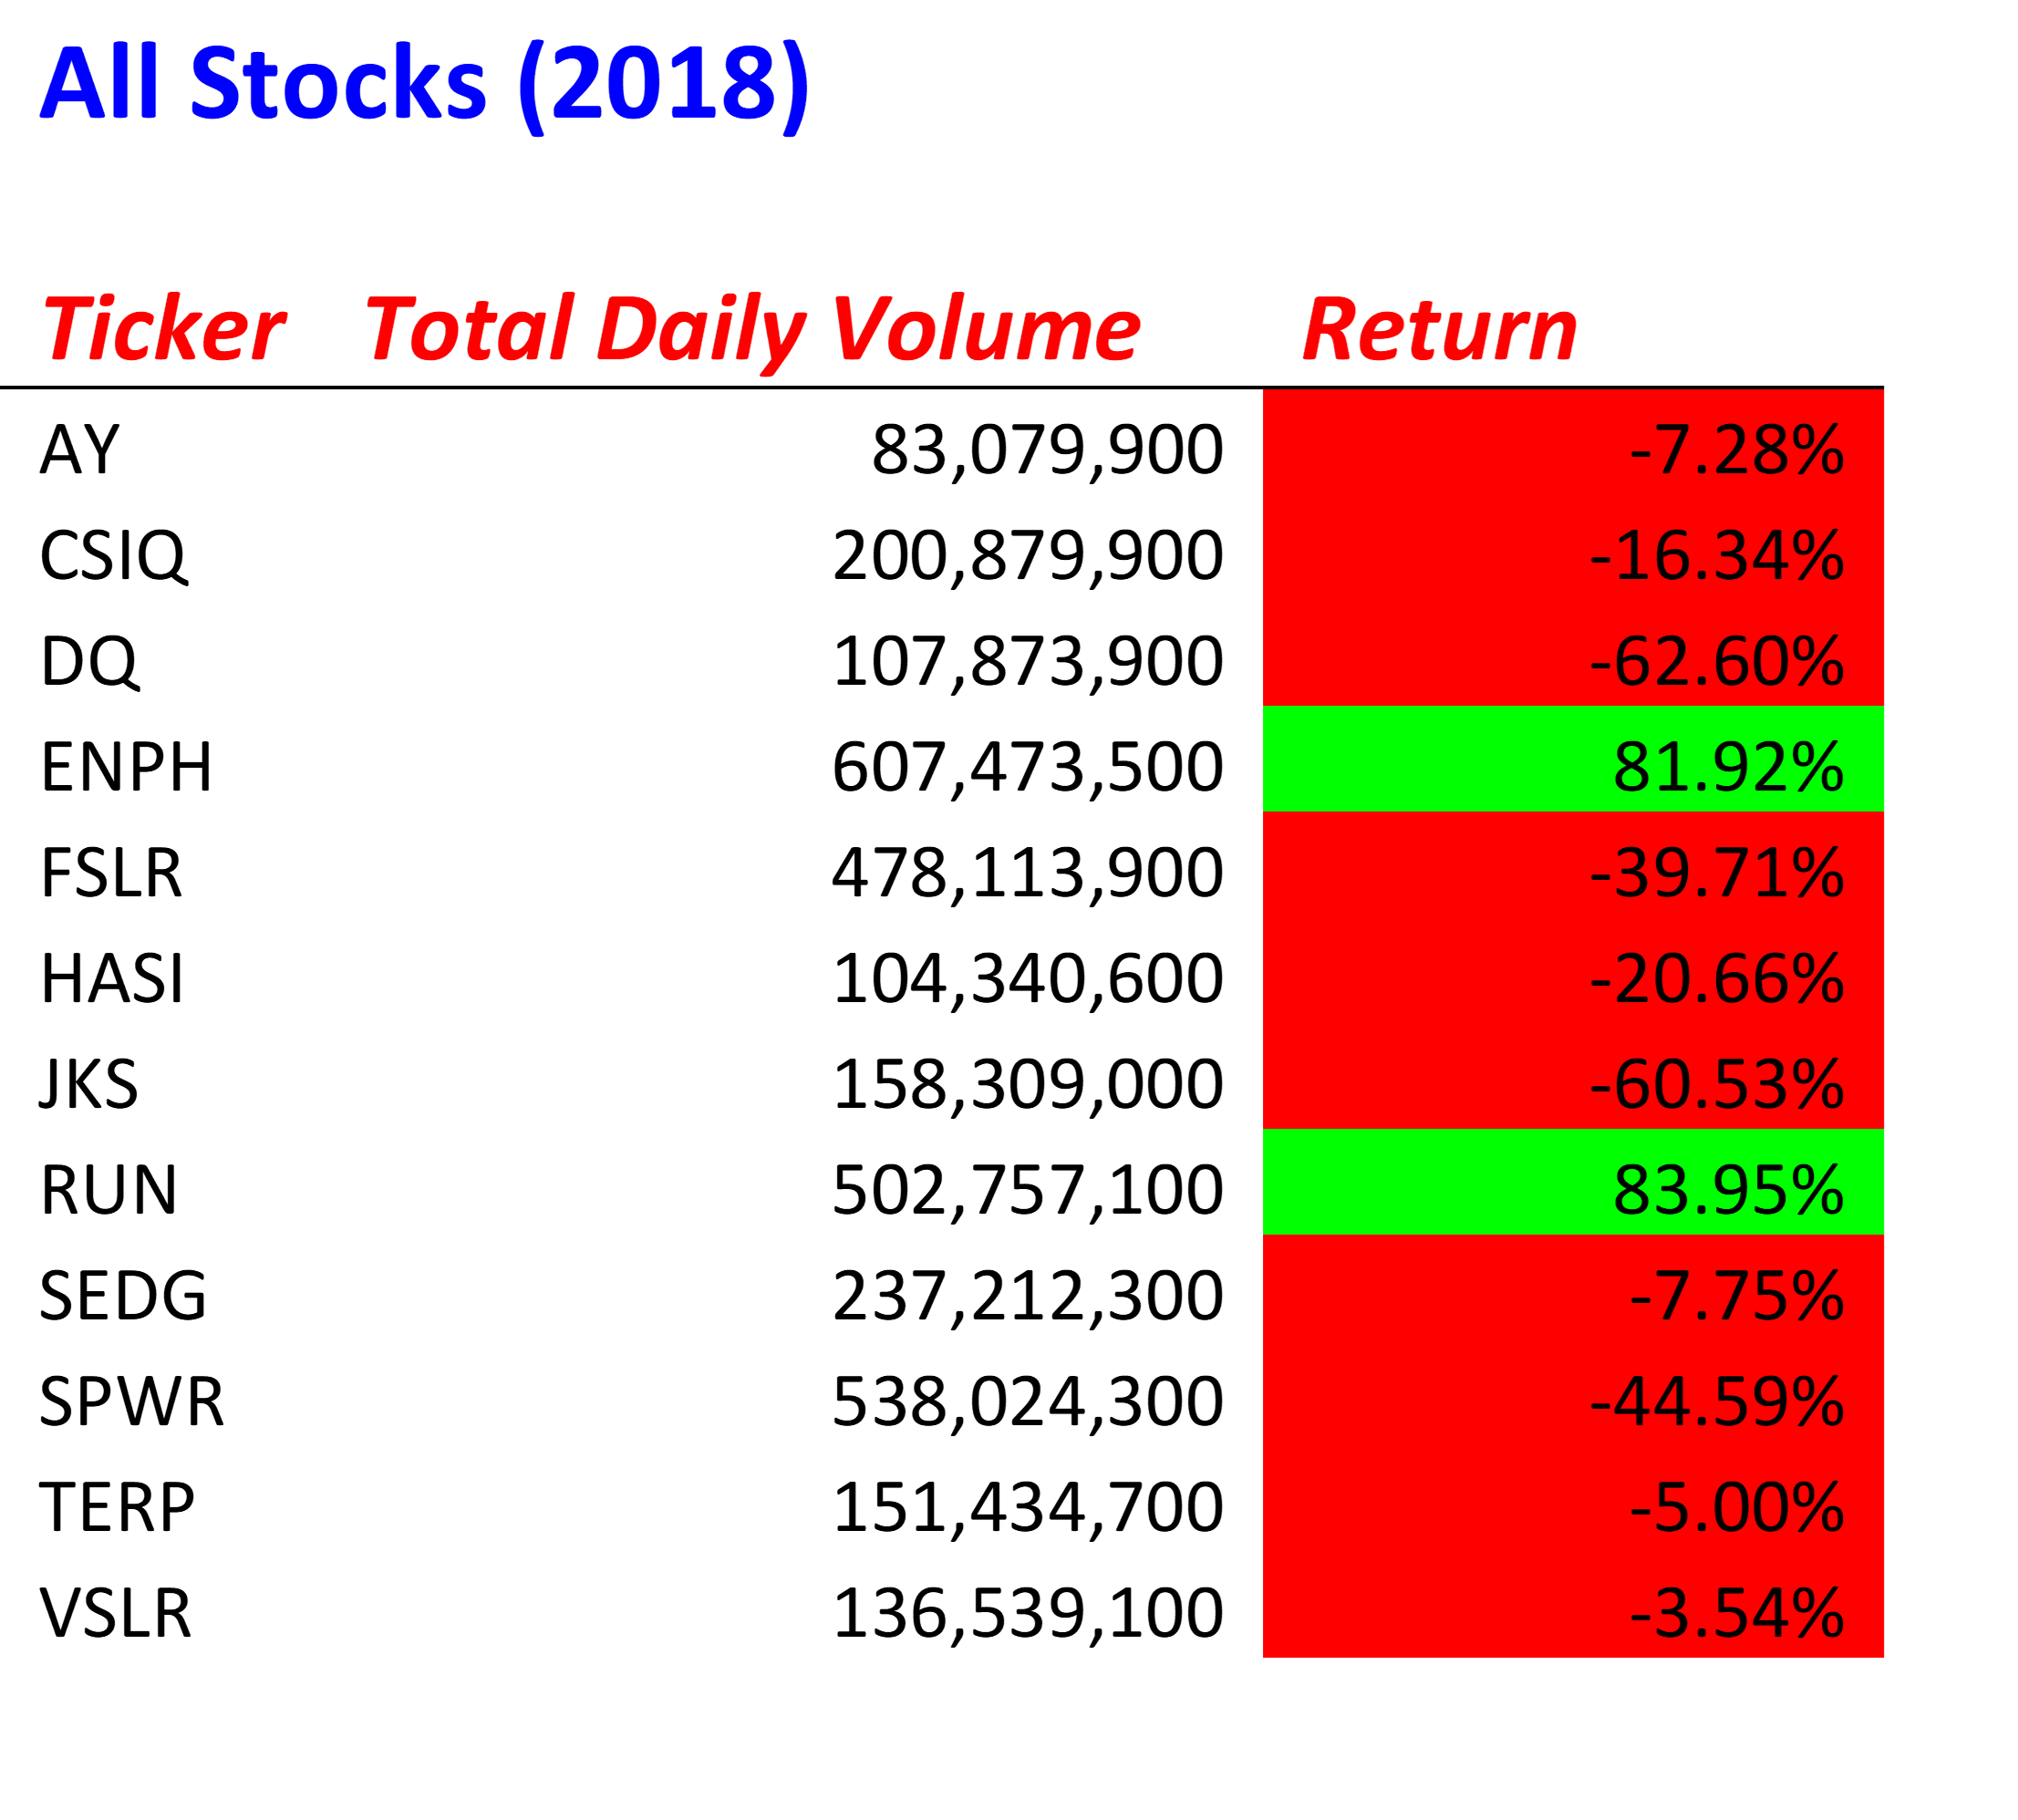 All Stocks (2018)
Ticker Total Daily Volume Return
AY 83,079,900 -7.28%
CSIQ 200,879,900 -16.34%
DQ 107,873,900 -62.60%
ENPH 607,473,500 81.92%
FSLR 478,113,900 -39.71%
HASI 104,340,600 -20.66%
JKS 158,309,000 -60.53%
RUN 502,757,100 83.95%
SEDG 237,212,300 -7.75%
SPWR 538,024,300 -44.59%
TERP 151,434,700 -5.00%
VSLR 136,539,100 -3.54%